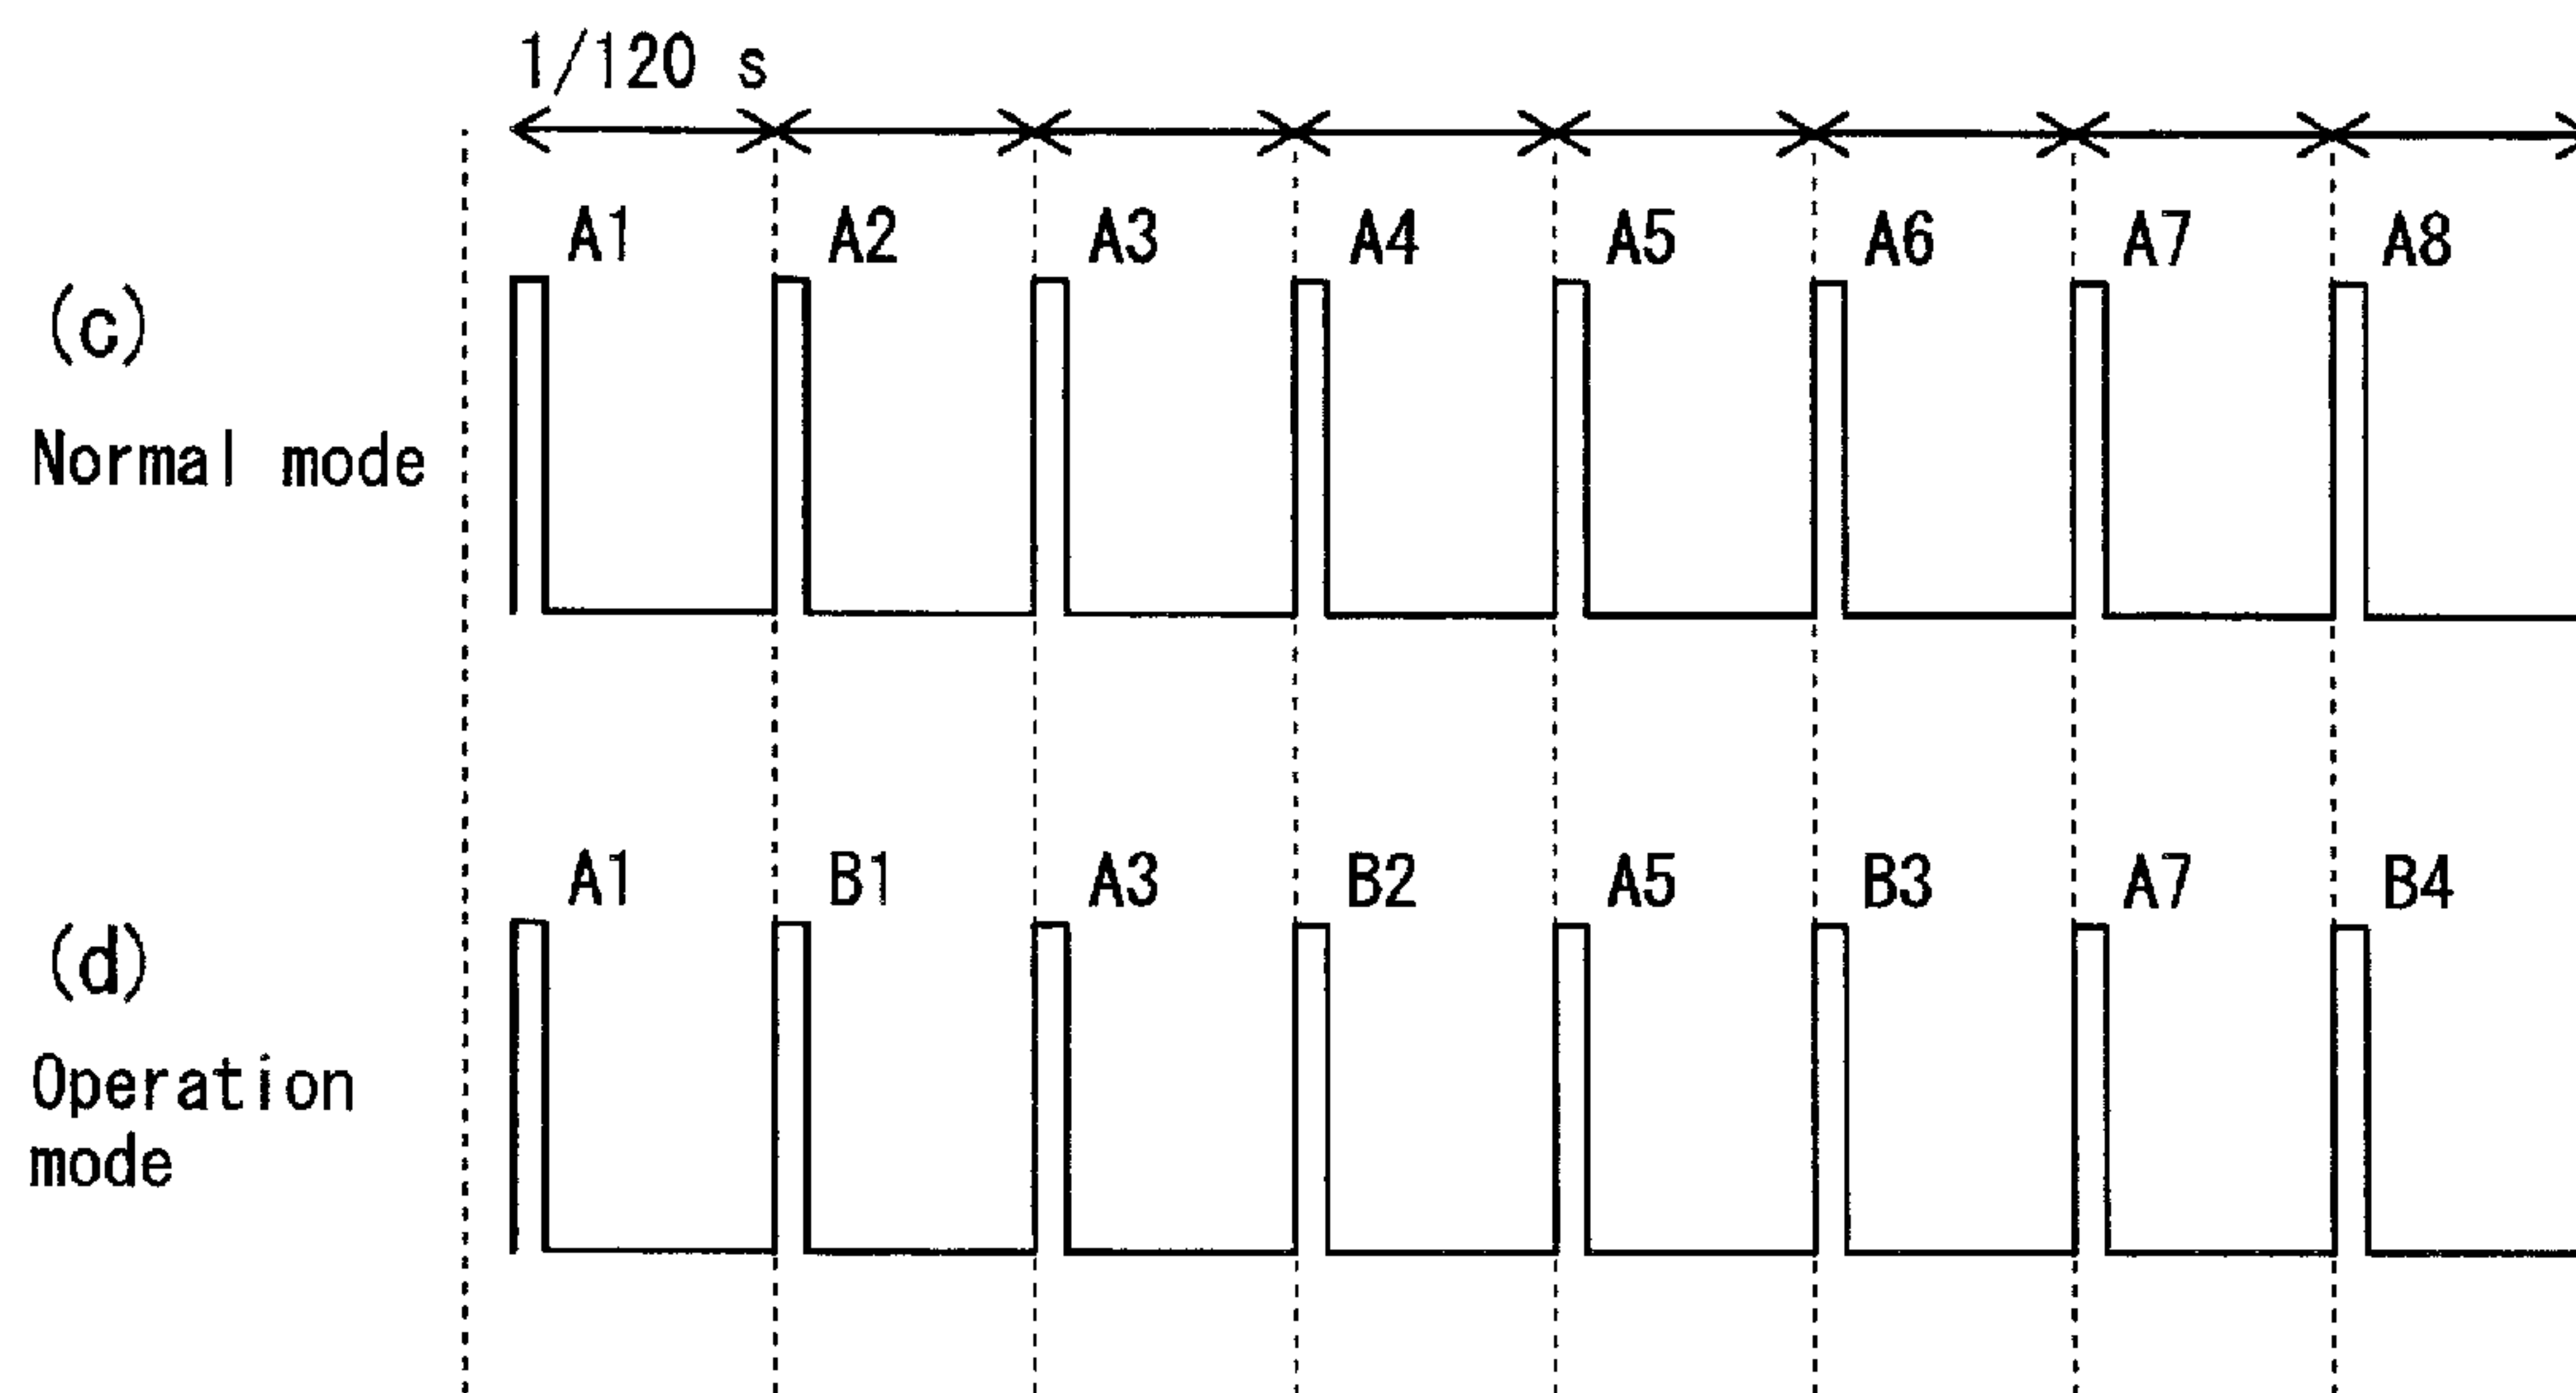 1/120 s
A1 A2 A3 A4 A5 A6 A7 A8
(c)
Normal mode
A1 B1 A3 B2 A5 B3 A7 B4
(d)
Operation
mode